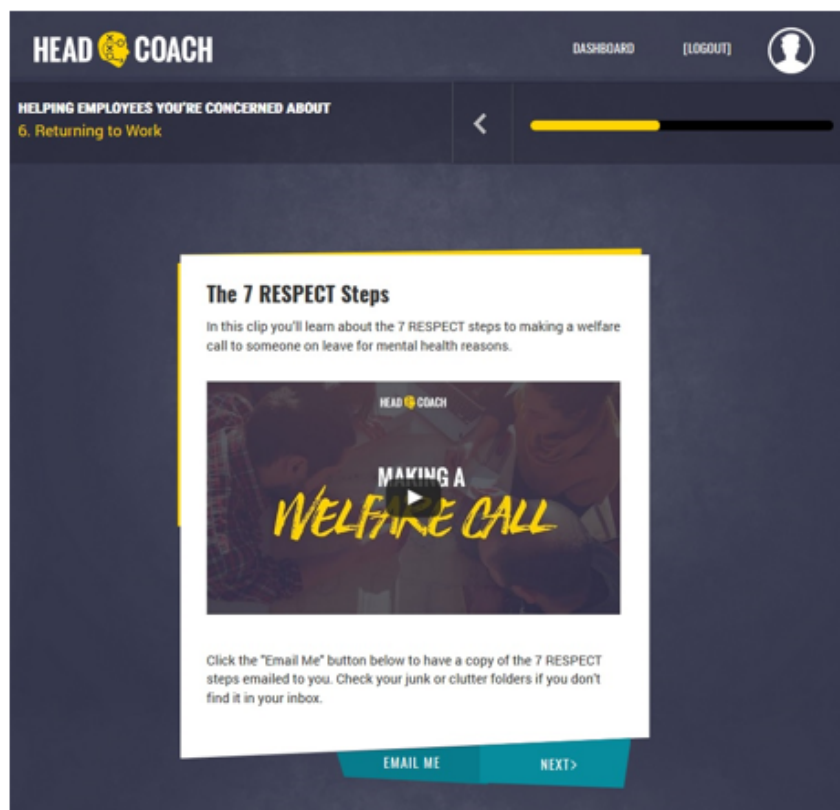 HEAD COACH
DASHBOARD
[LOGOUT]
HELPING EMPLOYEES YOU'RE CONCERNED ABOUT
6. Returning to Work
The 7 RESPECT Steps
In this clip you'll learn about the 7 RESPECT steps to making a welfare
call to someone on leave for mental health reasons.
HEAD COACH
MAKING A
WELFARE CALL
Click the "Email Me" button below to have a copy of the 7 RESPECT
steps emailed to you. Check your junk or clutter folders if you don't
find it in your inbox.
EMAIL ME
NEXT>